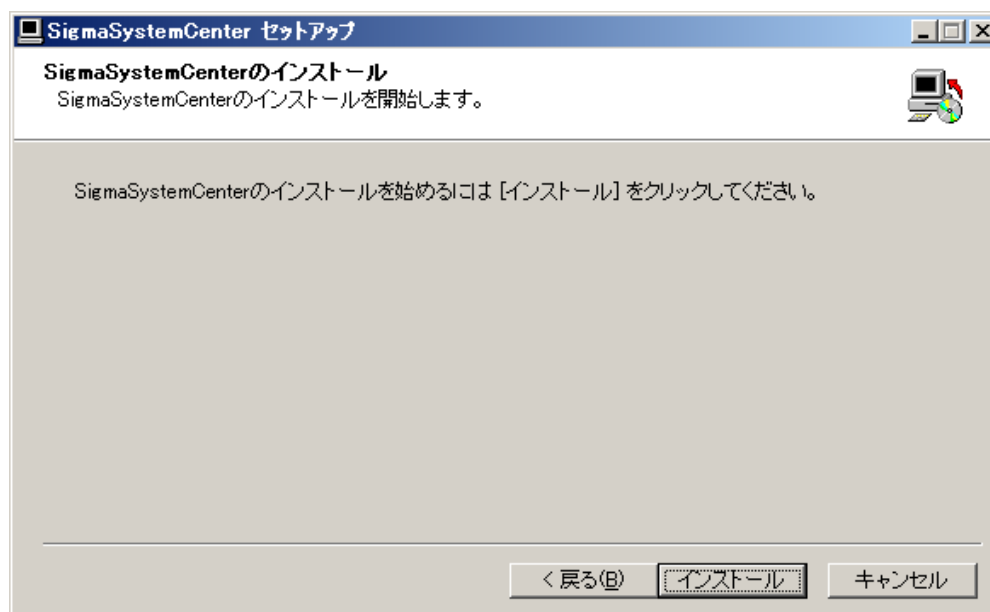 SigmaSystemCenter セットアップ
SigmaSystemCenterのインストール
SigmaSystemCenterのインストールを開始します。
SigmaSystemCenterのインストールを始めるには [インストール] をクリックしてください。
< 戻る(B)
インストール
キャンセル